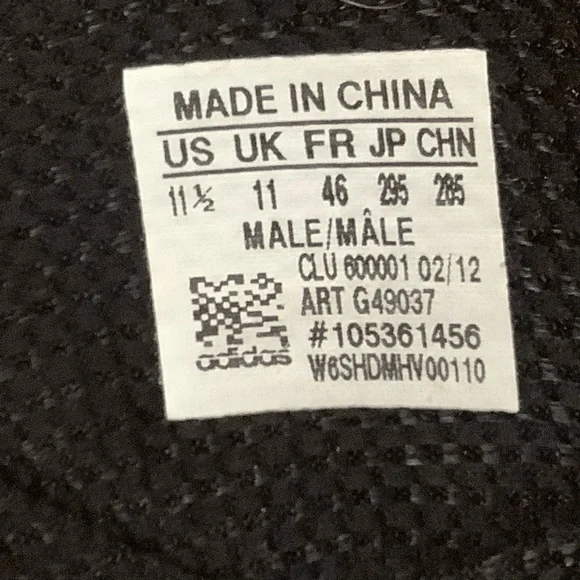 MADE IN CHINA
US UK FR JP CHN
11½ 11 46 295 285
MALE/MÂLE
CLU 600001 02/12
ART G49037
#105361456
adidas
W6SHDMHV00110